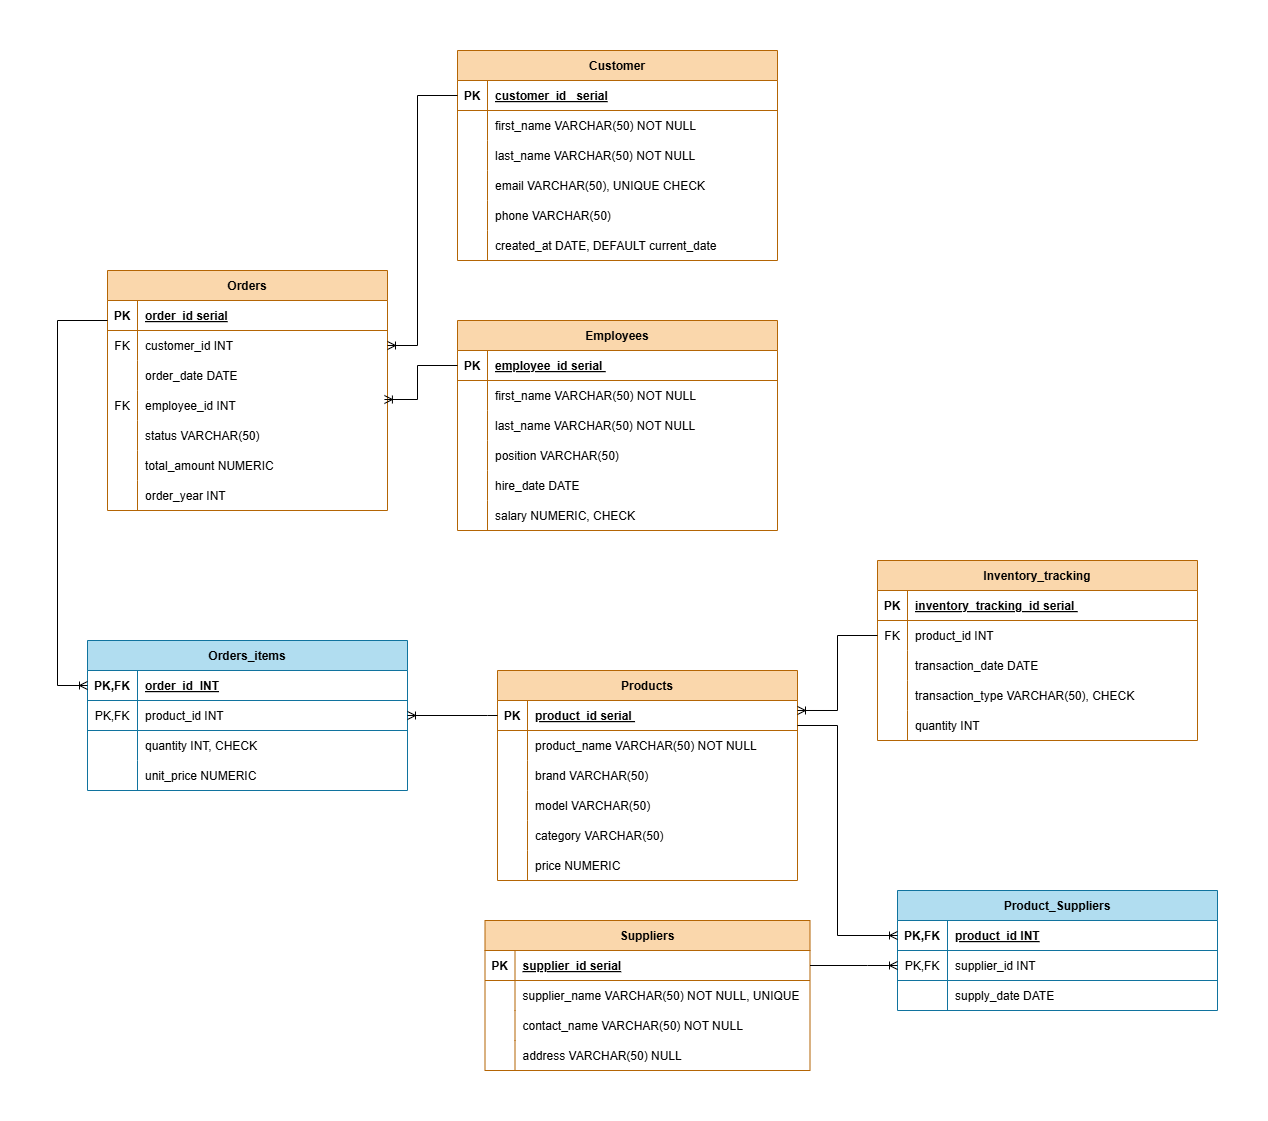 Customer
PK customer_id serial
first_name VARCHAR(50) NOT NULL
last_name VARCHAR(50) NOT NULL
email VARCHAR(50), UNIQUE CHECK
phone VARCHAR(50)
created_at DATE, DEFAULT current_date
Orders
PK order_id serial
FK customer_id INT
order_date DATE
FK employee_id INT
status VARCHAR(50)
total_amount NUMERIC
order_year INT
Employees
PK employee_id serial
first_name VARCHAR(50) NOT NULL
last_name VARCHAR(50) NOT NULL
position VARCHAR(50)
hire_date DATE
salary NUMERIC, CHECK
Inventory_tracking
PK inventory_tracking_id serial
FK product_id INT
transaction_date DATE
transaction_type VARCHAR(50), CHECK
quantity INT
Orders_items
PK,FK order_id INT
PK,FK product_id INT
quantity INT, CHECK
unit_price NUMERIC
Products
PK product_id serial
product_name VARCHAR(50) NOT NULL
brand VARCHAR(50)
model VARCHAR(50)
category VARCHAR(50)
price NUMERIC
Product_Suppliers
PK,FK product_id INT
PK,FK supplier_id INT
supply_date DATE
Suppliers
PK supplier_id serial
supplier_name VARCHAR(50) NOT NULL, UNIQUE
contact_name VARCHAR(50) NOT NULL
address VARCHAR(50) NULL